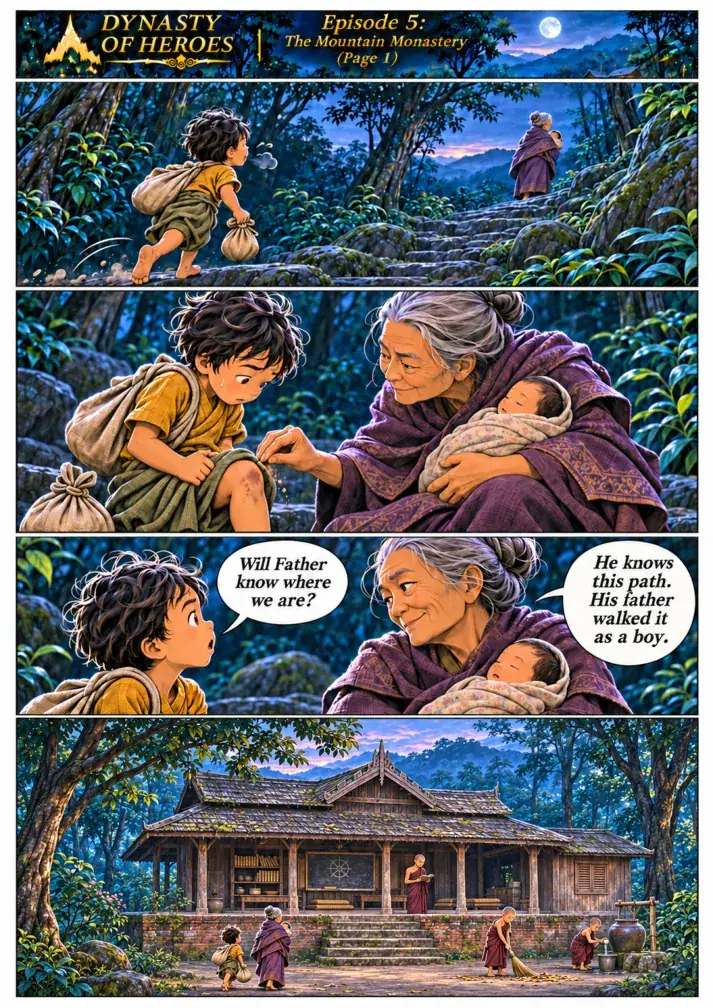 DYNASTY
OF HEROES
Episode 5:
The Mountain Monastery
(Page 1)
Will Father
know where
we are?
He knows
this path.
His father
walked it
as a boy.